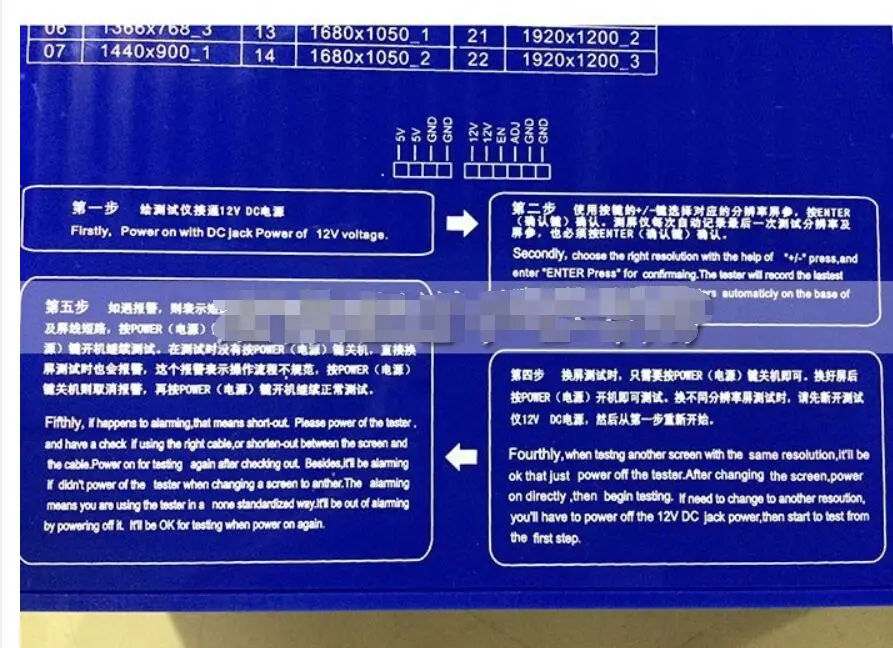 06 1366x768_3 13 1680x1050_1 21 1920x1200_2
07 1440x900_1 14 1680x1050_2 22 1920x1200_3
5V 5V GND GND 12V 12V EN ADJ GND GND
第一步 给测试仪接通12V DC电源
Firstly, Power on with DC jack Power of 12V voltage.
第二步 使用按键的+/-键选择对应的分辨率屏参，按ENTER
（确认键）确认。测屏仪每次自动记录最后一次测试分辨率及
屏参，也必须按ENTER（确认键）确认。
Secondly, choose the right resolution with the help of "+/-" press,and
enter "ENTER Press" for confirmaing.The tester will record the lastest
automaticly on the base of
第五步 如遇报警，则表示短
及屏线短路，按POWER（电源）
源）键开机继续测试。在测试时没有按POWER（电源）键关机，直接换
屏测试时也会报警，这个报警表示操作流程不规范，按POWER（电源）
键关机则取消报警，再按POWER（电源）键开机继续正常测试。
Fifthly, if happens to alarming,that means short-out. Please power of the tester,
and have a check if using the right cable,or shorten-out between the screen and
the cable.Power on for testing again after checking out. Besides,it'll be alarming
if didn't power of the tester when changing a screen to anther.The alarming
means you are using the tester in a none standardized way.It'll be out of alarming
by powering off it. It'll be OK for testing when power on again.
第四步 换屏测试时，只需要按POWER（电源）键关机即可。换好屏后
按POWER（电源）开机即可测试。换不同分辨率屏测试时，请先断开测试
仪12V DC电源，然后从第一步重新开始。
Fourthly,when testng another screen with the same resolution,it'll be
ok that just power off the tester.After changing the screen,power
on directly ,then begin testing. If need to change to another resoution,
you'll have to power off the 12V DC jack power,then start to test from
the first step.